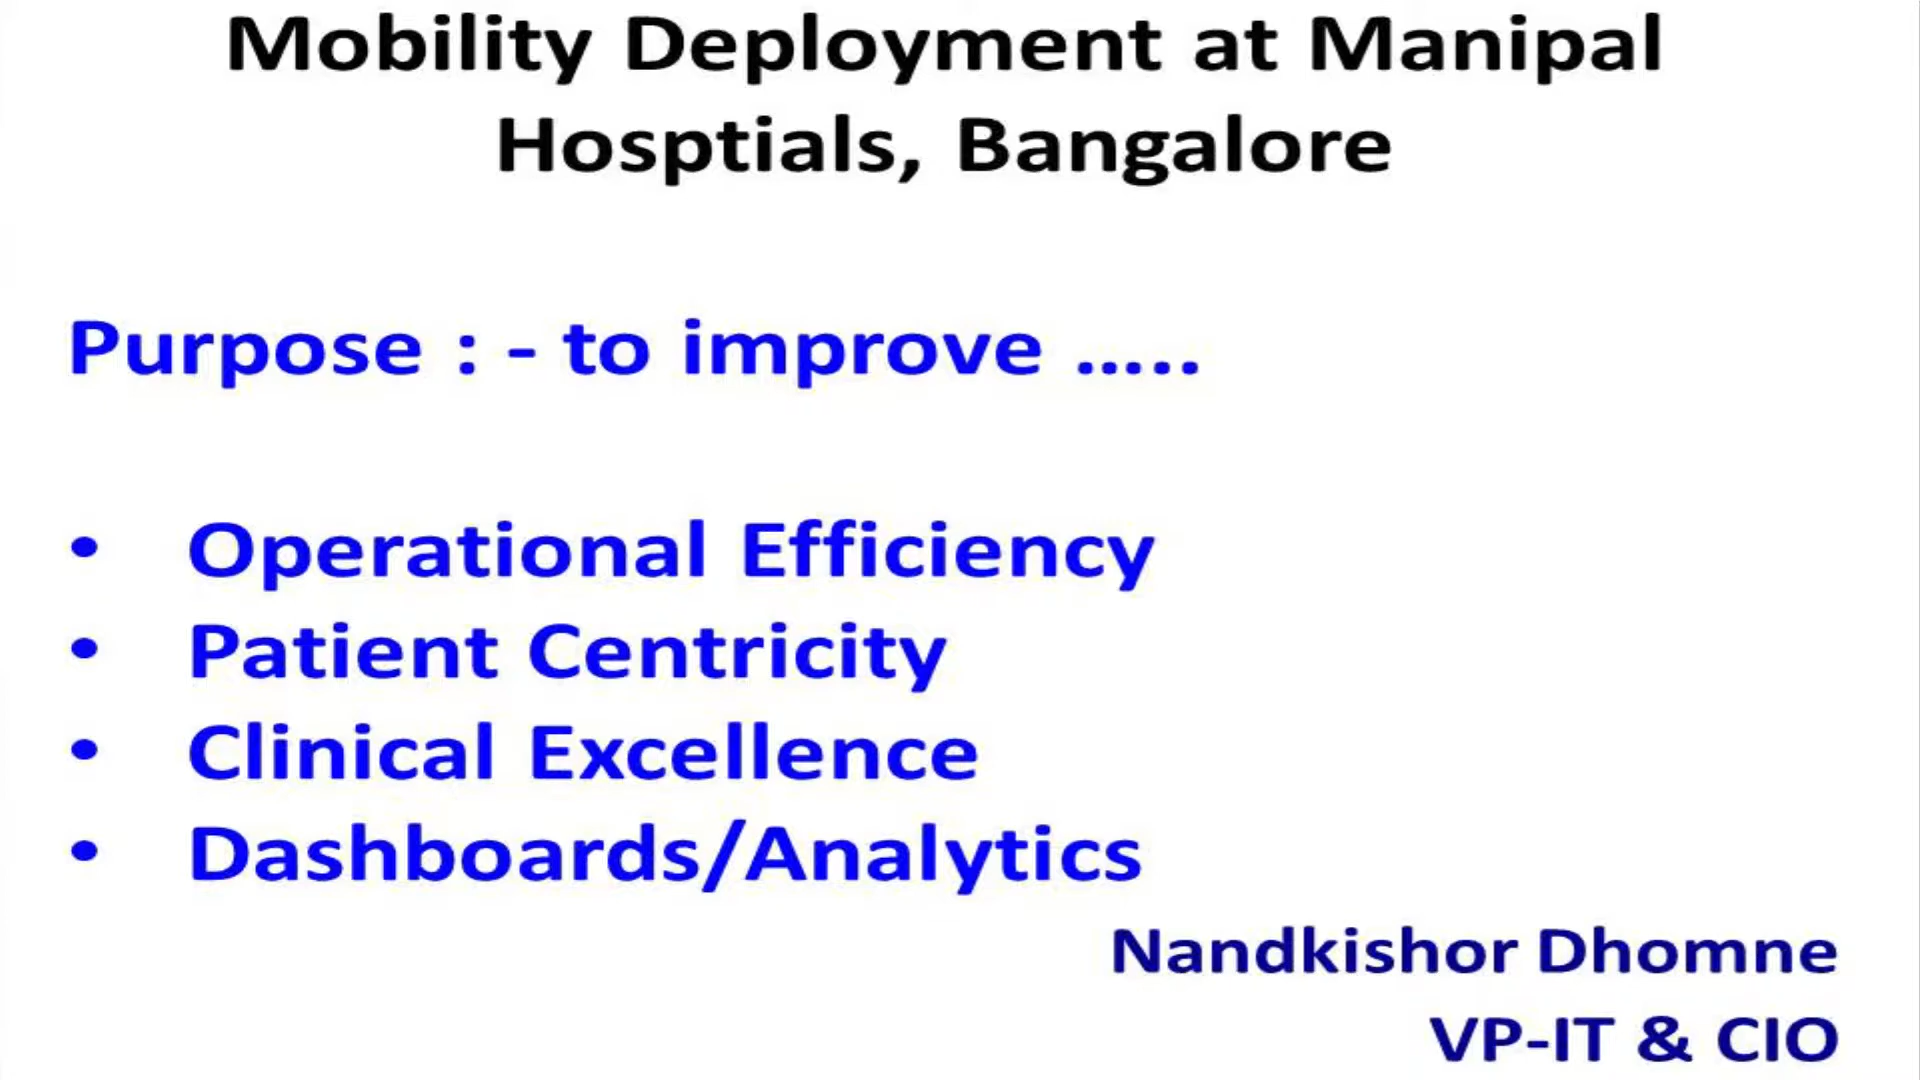 Mobility Deployment at Manipal
Hosptials, Bangalore
Purpose : - to improve .....
• Operational Efficiency
• Patient Centricity
• Clinical Excellence
• Dashboards/Analytics
Nandkishor Dhomne
VP-IT & CIO